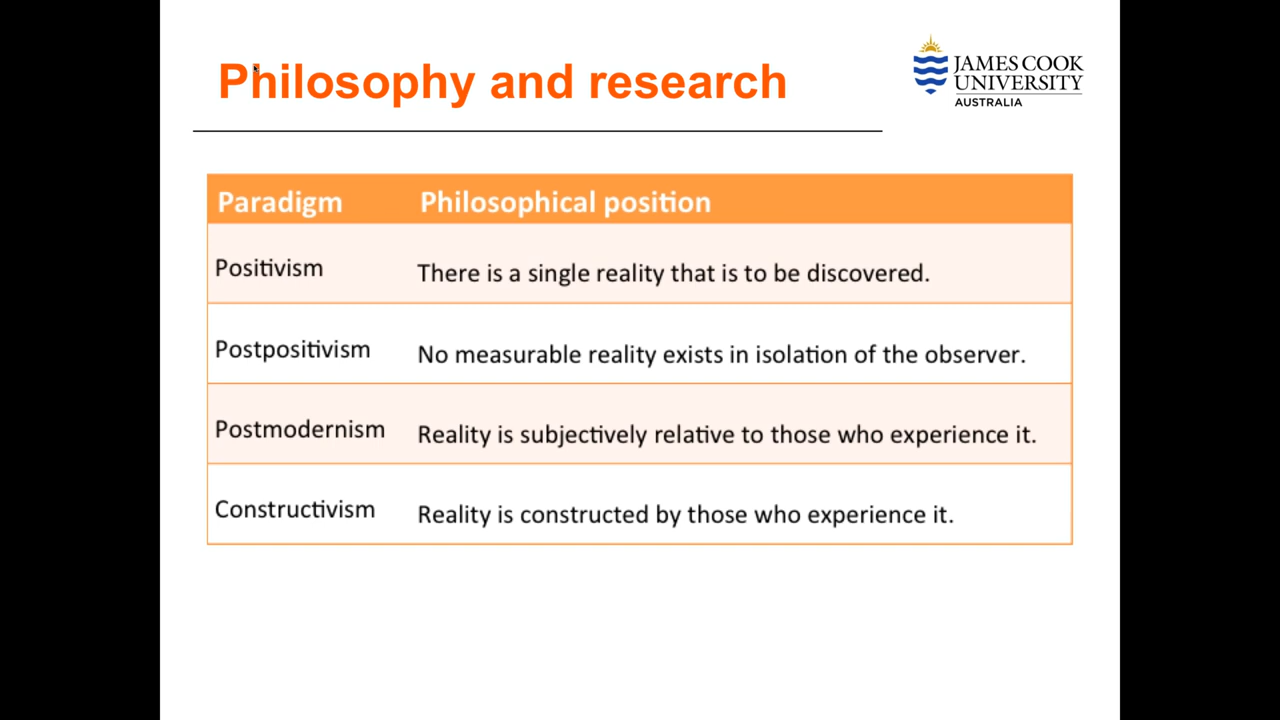 Philosophy and research
JAMES COOK
UNIVERSITY
AUSTRALIA
Paradigm Philosophical position
Positivism There is a single reality that is to be discovered.
Postpositivism No measurable reality exists in isolation of the observer.
Postmodernism Reality is subjectively relative to those who experience it.
Constructivism Reality is constructed by those who experience it.